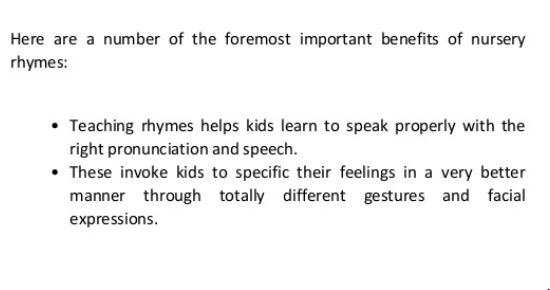 Here are a number of the foremost important benefits of nursery
rhymes:
• Teaching rhymes helps kids learn to speak properly with the
right pronunciation and speech.
• These invoke kids to specific their feelings in a very better
manner through totally different gestures and facial
expressions.